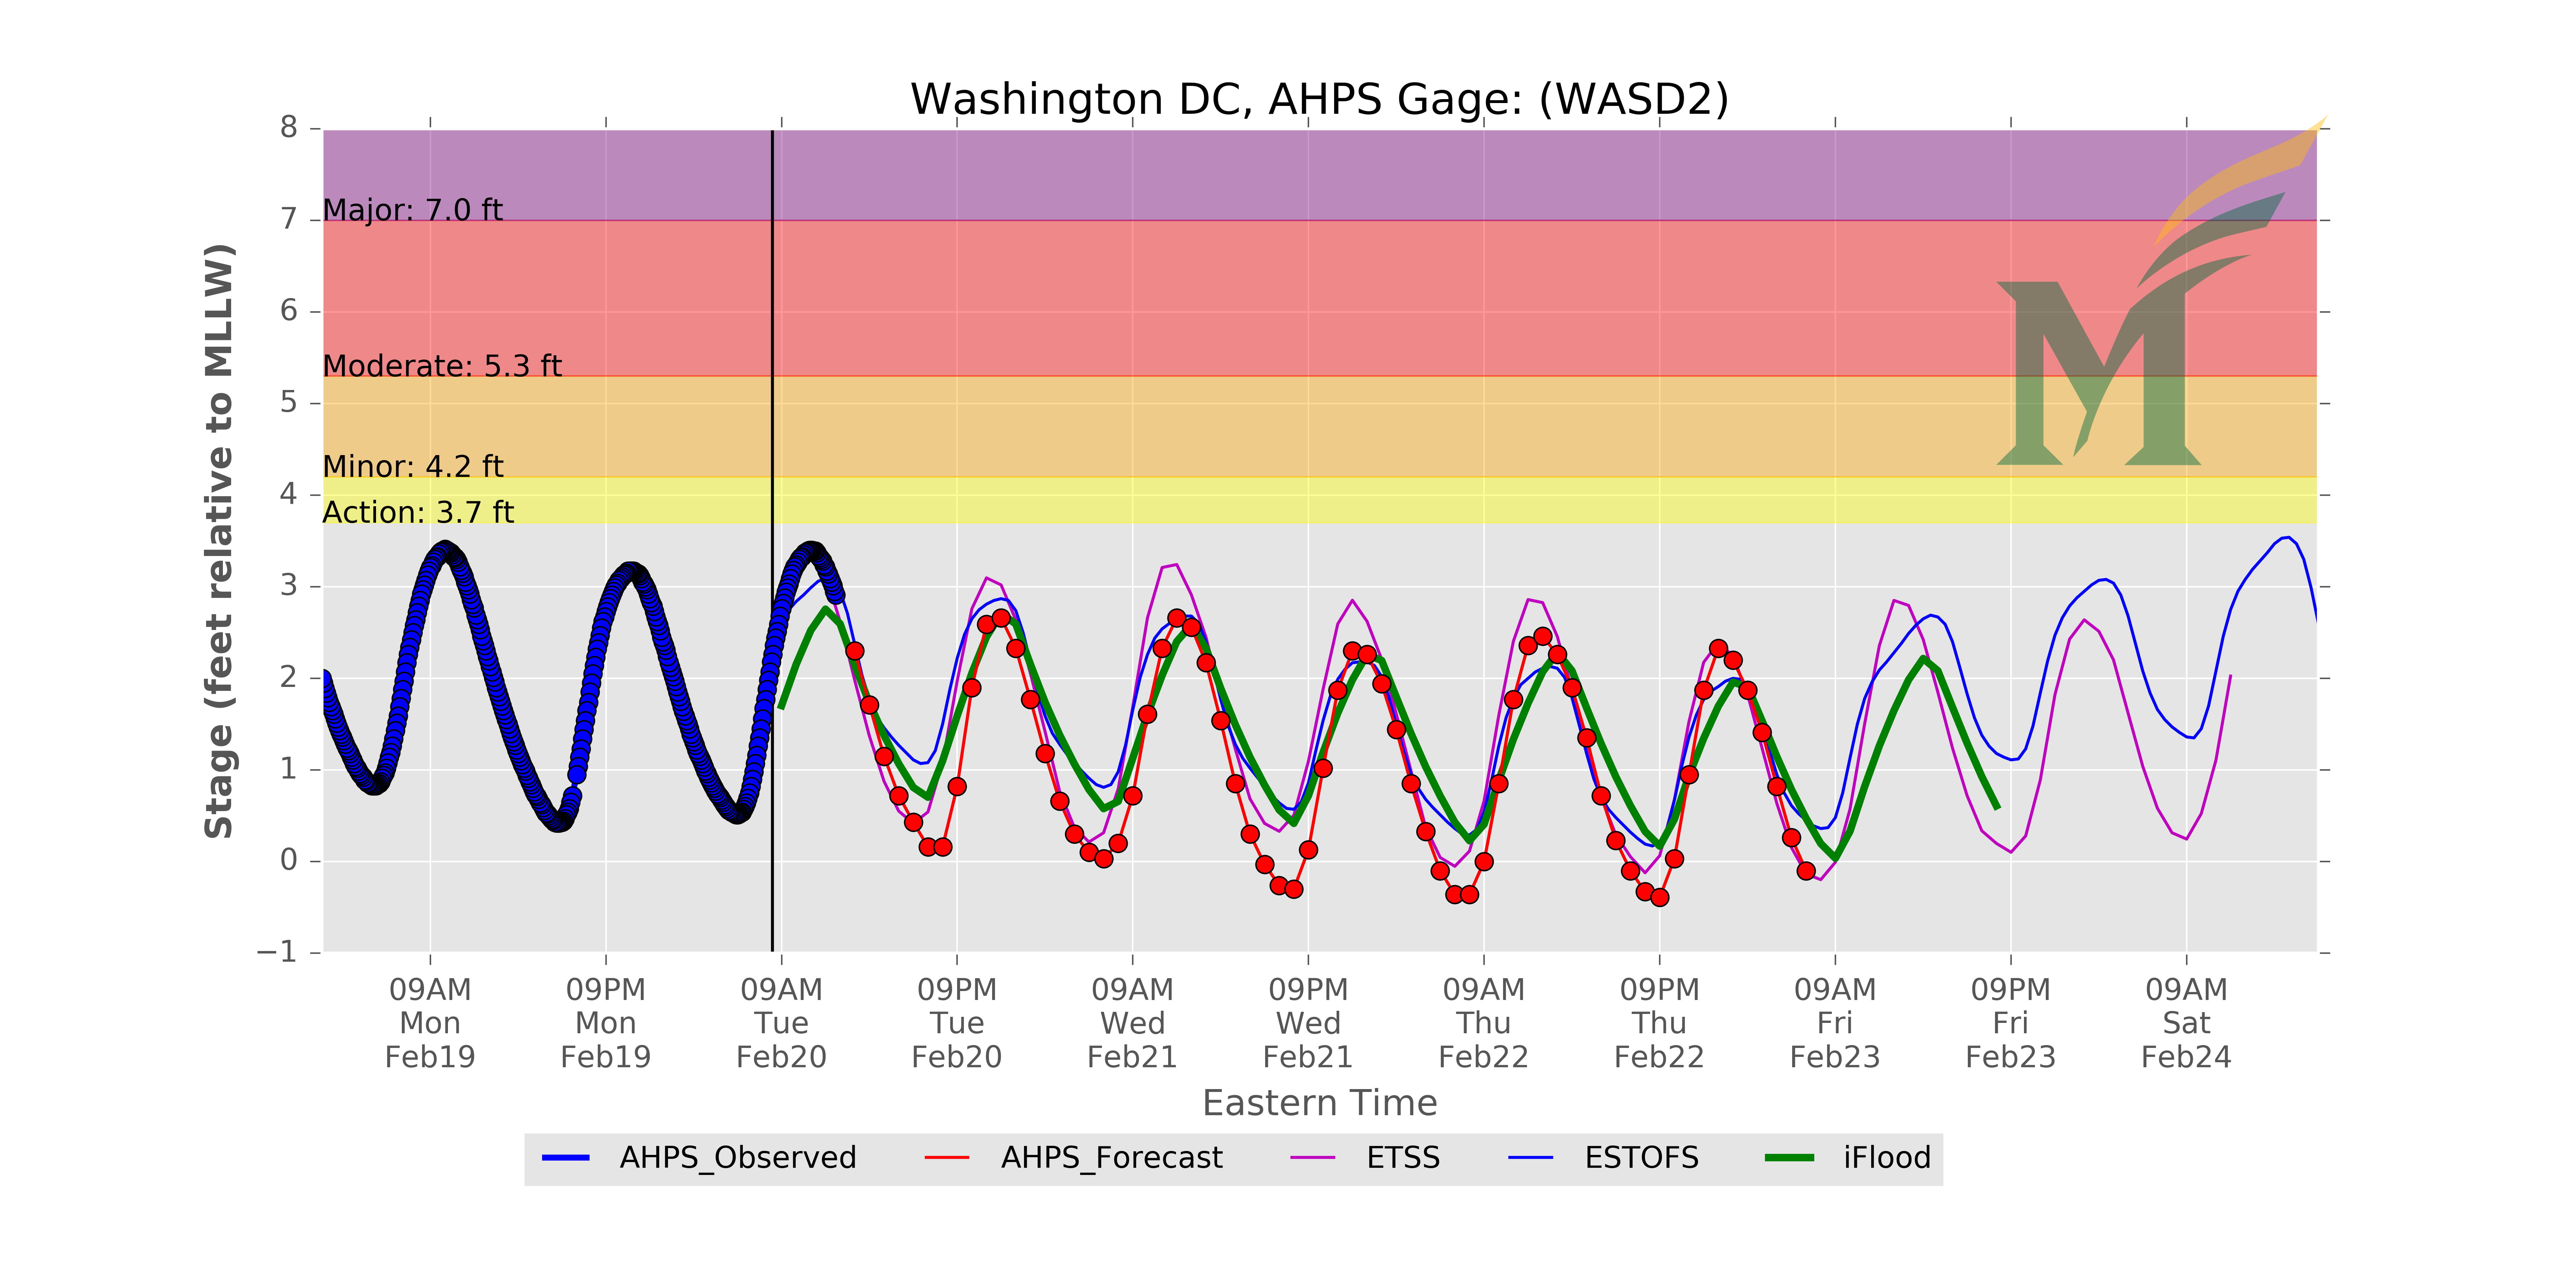 Washington DC, AHPS Gage: (WASD2)
Stage (feet relative to MLLW)
8
7
6
5
4
3
2
1
0
−1
Major: 7.0 ft
Moderate: 5.3 ft
Minor: 4.2 ft
Action: 3.7 ft
M
09AM 09PM 09AM 09PM 09AM 09PM 09AM 09PM 09AM 09PM 09AM
Mon Mon Tue Tue Wed Wed Thu Thu Fri Fri Sat
Feb19 Feb19 Feb20 Feb20 Feb21 Feb21 Feb22 Feb22 Feb23 Feb23 Feb24
Eastern Time
AHPS_Observed AHPS_Forecast ETSS ESTOFS iFlood